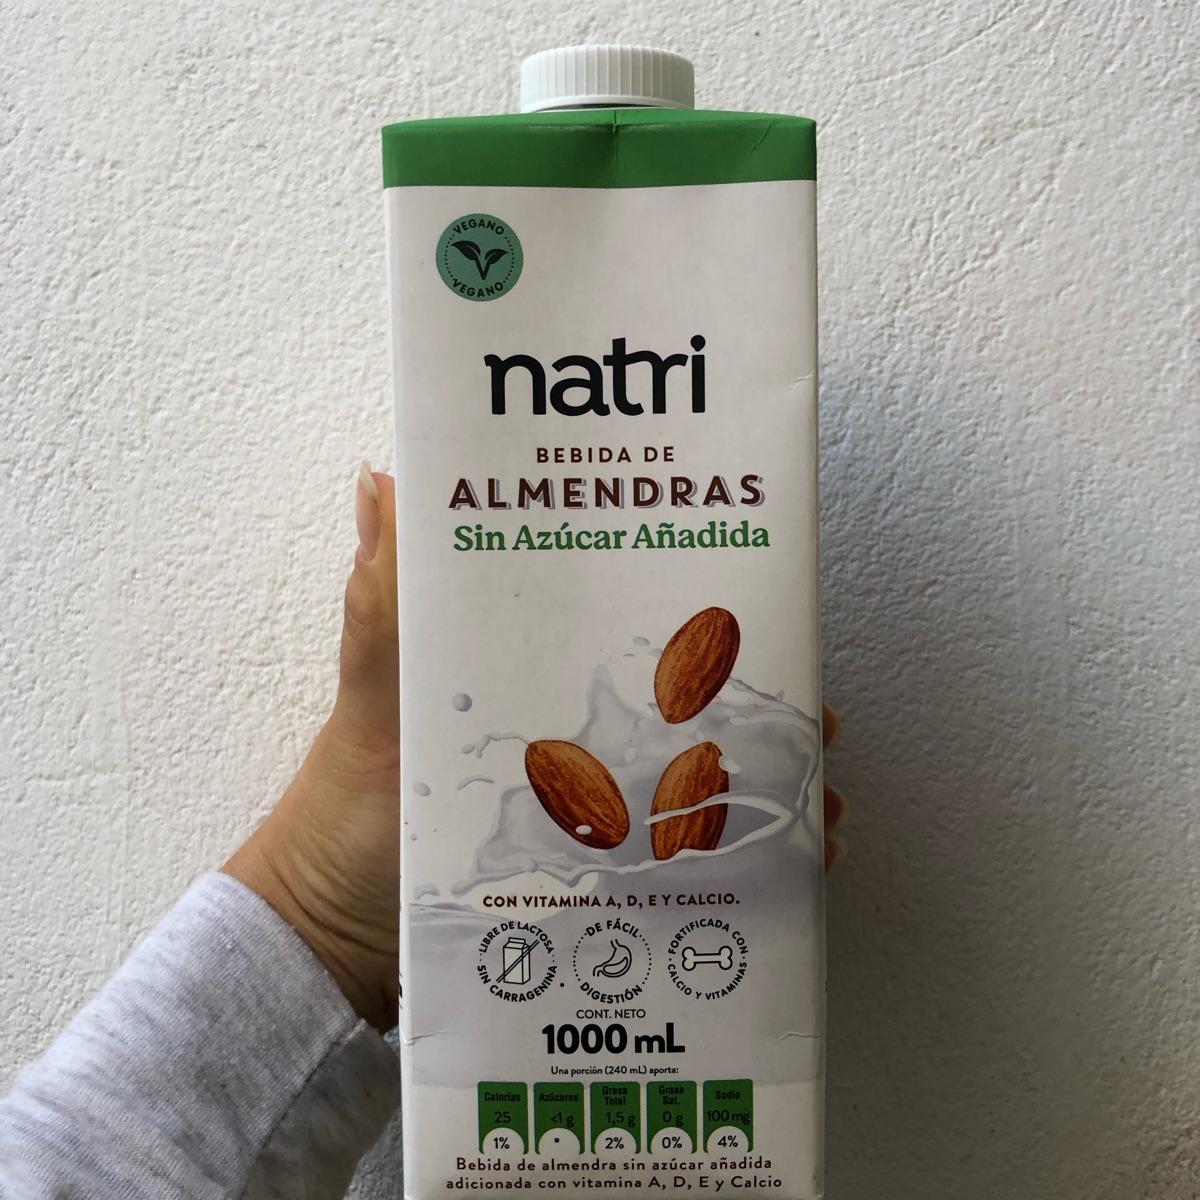 VEGANO
VEGANO
natri
BEBIDA DE
ALMENDRAS
Sin Azúcar Añadida
CON VITAMINA A, D, E Y CALCIO.
LIBRE DE LACTOSA
SIN CARRAGENINA
DE FÁCIL
DIGESTIÓN
FORTIFICADA CON
CALCIO Y VITAMINAS
CONT. NETO
1000 mL
Una porción (240 mL) aporta:
Calorías
25
1%
Azúcares
<1 g
*
Grasa
Total
1,5 g
2%
Grasa
Sat.
0 g
0%
Sodio
100 mg
4%
Bebida de almendra sin azúcar añadida
adicionada con vitamina A, D, E y Calcio